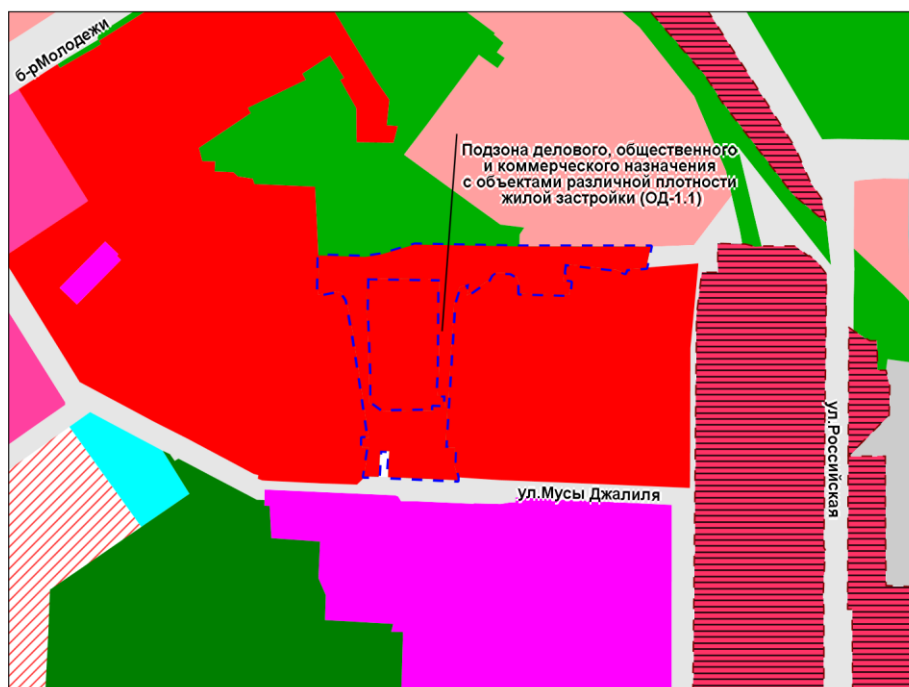 б-рМолодежи
Подзона делового, общественного
и коммерческого назначения
с объектами различной плотности
жилой застройки (ОД-1.1)
ул.Российская
ул.Мусы Джалиля